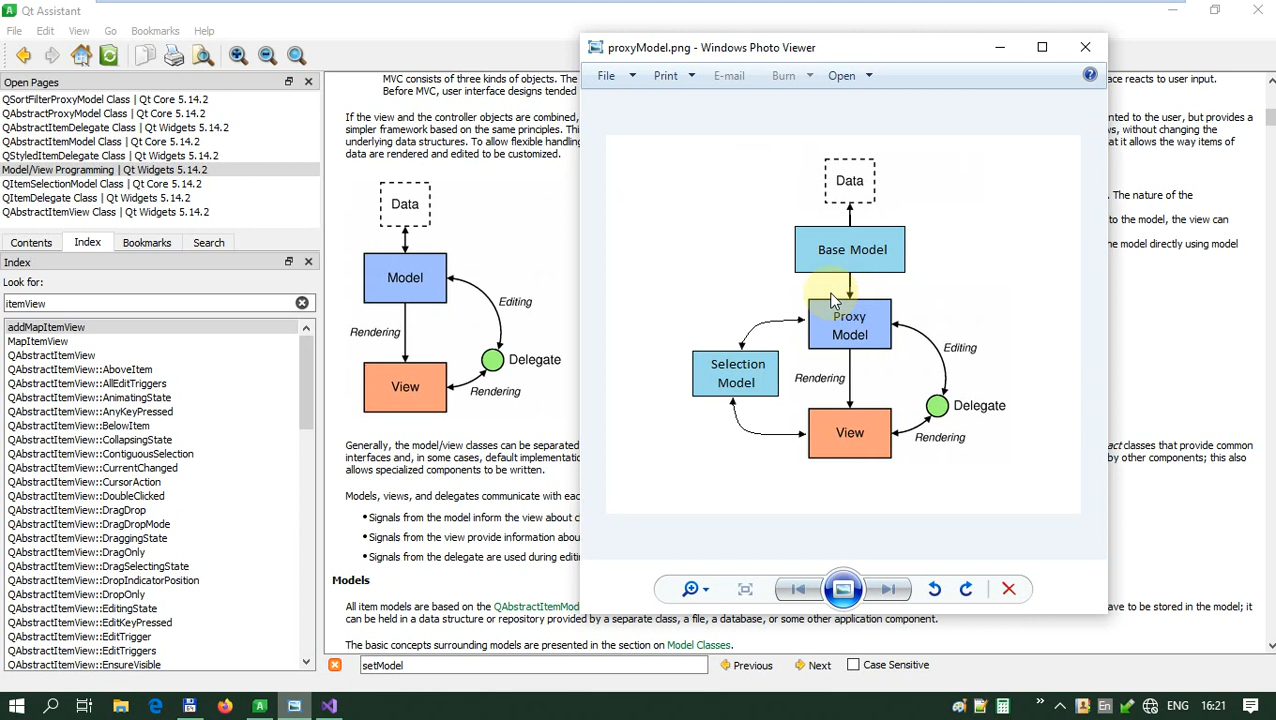 Qt Assistant
File Edit View Go Bookmarks Help
Open Pages
QSortFilterProxyModel Class | Qt Core 5.14.2
QAbstractProxyModel Class | Qt Core 5.14.2
QAbstractItemDelegate Class | Qt Widgets 5.14.2
QAbstractItemModel Class | Qt Core 5.14.2
QStyledItemDelegate Class | Qt Widgets 5.14.2
Model/View Programming | Qt Widgets 5.14.2
QItemSelectionModel Class | Qt Core 5.14.2
QItemDelegate Class | Qt Widgets 5.14.2
QAbstractItemView Class | Qt Widgets 5.14.2
Contents Index Bookmarks Search
Index
Look for:
itemView
addMapItemView
MapItemView
QAbstractItemView
QAbstractItemView::AboveItem
QAbstractItemView::AllEditTriggers
QAbstractItemView::AnimatingState
QAbstractItemView::AnyKeyPressed
QAbstractItemView::BelowItem
QAbstractItemView::CollapsingState
QAbstractItemView::ContiguousSelection
QAbstractItemView::CurrentChanged
QAbstractItemView::CursorAction
QAbstractItemView::DoubleClicked
QAbstractItemView::DragDrop
QAbstractItemView::DragDropMode
QAbstractItemView::DraggingState
QAbstractItemView::DragOnly
QAbstractItemView::DragSelectingState
QAbstractItemView::DropIndicatorPosition
QAbstractItemView::DropOnly
QAbstractItemView::EditingState
QAbstractItemView::EditKeyPressed
QAbstractItemView::EditTrigger
QAbstractItemView::EditTriggers
QAbstractItemView::EnsureVisible
MVC consists of three kinds of objects. The
ace reacts to user input.
Before MVC, user interface designs tended
If the view and the controller objects are combined,
nted to the user, but provides a
simpler framework based on the same principles. This
ws, without changing the
underlying data structures. To allow flexible handling
at it allows the way items of
data are rendered and edited to be customized.
Data
Model
Editing
Rendering
Delegate
View
Rendering
. The nature of the
to the model, the view can
he model directly using model
Generally, the model/view classes can be separated
act classes that provide common
interfaces and, in some cases, default implementatio
by other components; this also
allows specialized components to be written.
Models, views, and delegates communicate with eac
Signals from the model inform the view about c
Signals from the view provide information abou
Signals from the delegate are used during editi
Models
All item models are based on the QAbstractItemMod
ave to be stored in the model; it
can be held in a data structure or repository provided by a separate class, a file, a database, or some other application component.
The basic concepts surrounding models are presented in the section on Model Classes.
setModel
Previous Next Case Sensitive
proxyModel.png - Windows Photo Viewer
File Print E-mail Burn Open
Data
Base Model
Proxy
Model
Editing
Selection
Model
Rendering
Delegate
View
Rendering
En ENG 16:21